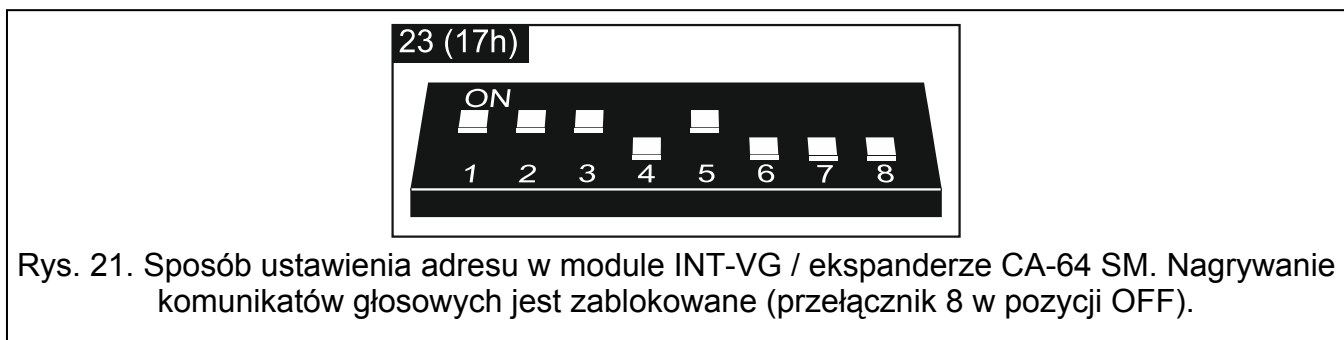 23 (17h)
ON
1 2 3 4 5 6 7 8
Rys. 21. Sposób ustawienia adresu w module INT-VG / ekspanderze CA-64 SM. Nagrywanie
komunikatów głosowych jest zablokowane (przełącznik 8 w pozycji OFF).